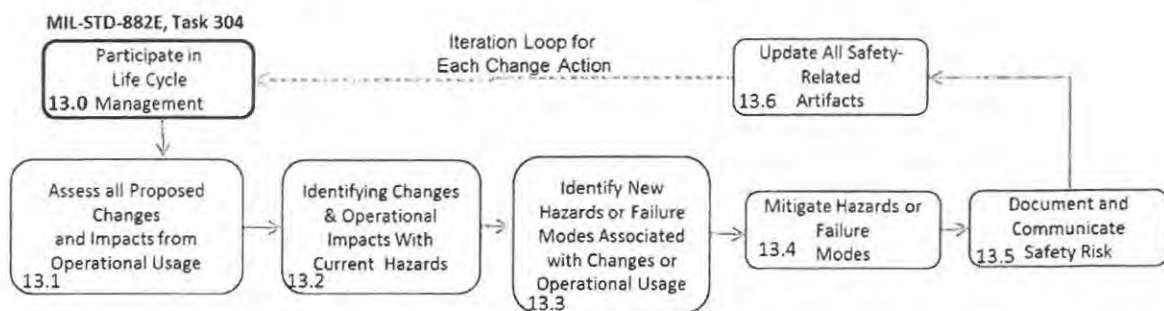 MIL-STD-882E, Task 304
Participate in
Life Cycle
13.0 Management
Iteration Loop for
Each Change Action
Update All Safety-
Related
13.6 Artifacts
Assess all Proposed
Changes
and Impacts from
Operational Usage
13.1
Identifying Changes
& Operational
Impacts With
Current Hazards
13.2
Identify New
Hazards or Failure
Modes Associated
with Changes or
Operational Usage
13.3
Mitigate Hazards or
13.4 Failure
Modes
Document and
Communicate
13.5 Safety Risk